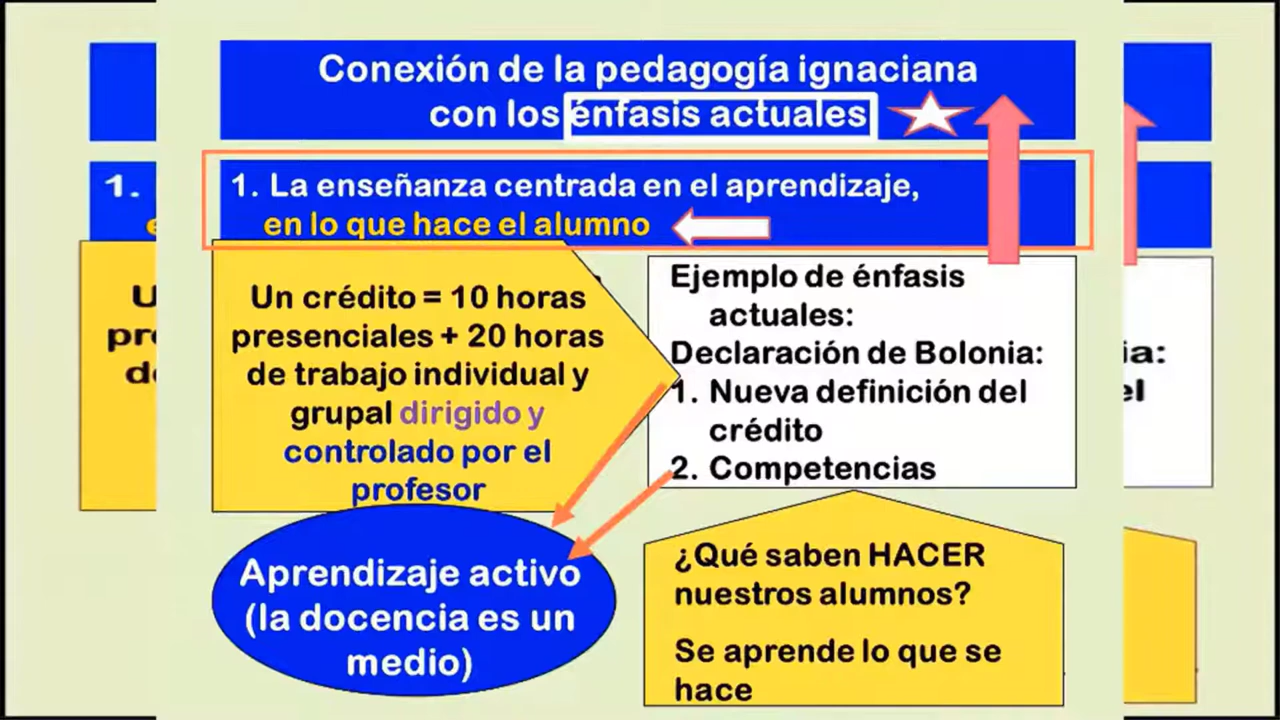 Conexión de la pedagogía ignaciana
con los énfasis actuales
1.
1. La enseñanza centrada en el aprendizaje,
en lo que hace el alumno
Un crédito = 10 horas
presenciales + 20 horas
de trabajo individual y
grupal dirigido y
controlado por el
profesor
Ejemplo de énfasis
actuales:
Declaración de Bolonia:
1. Nueva definición del
crédito
2. Competencias
Aprendizaje activo
(la docencia es un
medio)
¿Qué saben HACER
nuestros alumnos?
Se aprende lo que se
hace